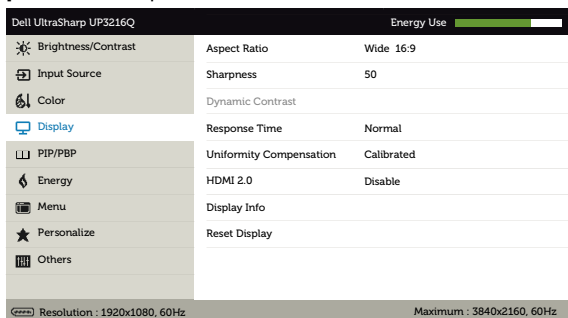 Dell UltraSharp UP3216Q Energy Use
Brightness/Contrast Aspect Ratio Wide 16:9
Input Source Sharpness 50
Color Dynamic Contrast
Display Response Time Normal
PIP/PBP Uniformity Compensation Calibrated
Energy HDMI 2.0 Disable
Menu Display Info
Personalize Reset Display
Others
Resolution : 1920x1080, 60Hz Maximum : 3840x2160, 60Hz